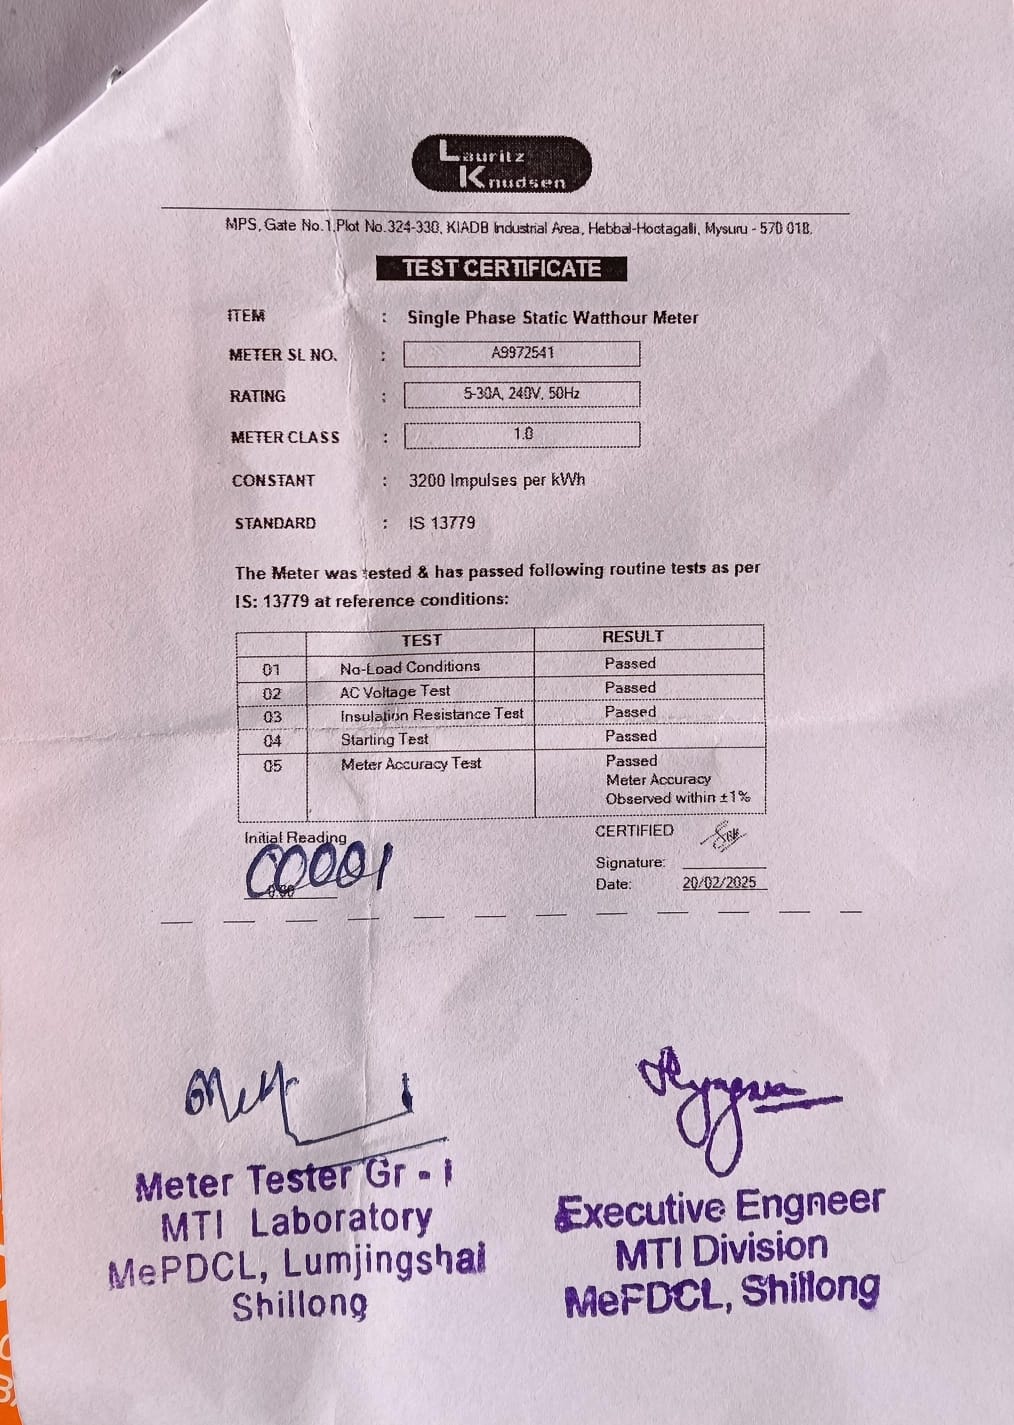 Lauritz
Knudsen
MPS, Gate No.1,Plot No.324-330, KIADB Industrial Area, Hebbal-Hootagalli, Mysuru - 570 018.
TEST CERTIFICATE
ITEM : Single Phase Static Watthour Meter
METER SL NO. : A9972541
RATING : 5-30A, 240V, 50Hz
METER CLASS : 1.0
CONSTANT : 3200 Impulses per kWh
STANDARD : IS 13779
The Meter was tested & has passed following routine tests as per
IS: 13779 at reference conditions:
TEST RESULT
01 No-Load Conditions Passed
02 AC Voltage Test Passed
03 Insulation Resistance Test Passed
04 Starting Test Passed
05 Meter Accuracy Test Passed
Meter Accuracy
Observed within ±1%
Initial Reading
00001
0.00
CERTIFIED
Signature:
Date: 20/02/2025
Meter Tester Gr - I
MTI Laboratory
MePDCL, Lumjingshai
Shillong
Executive Engneer
MTI Division
MePDCL, Shillong